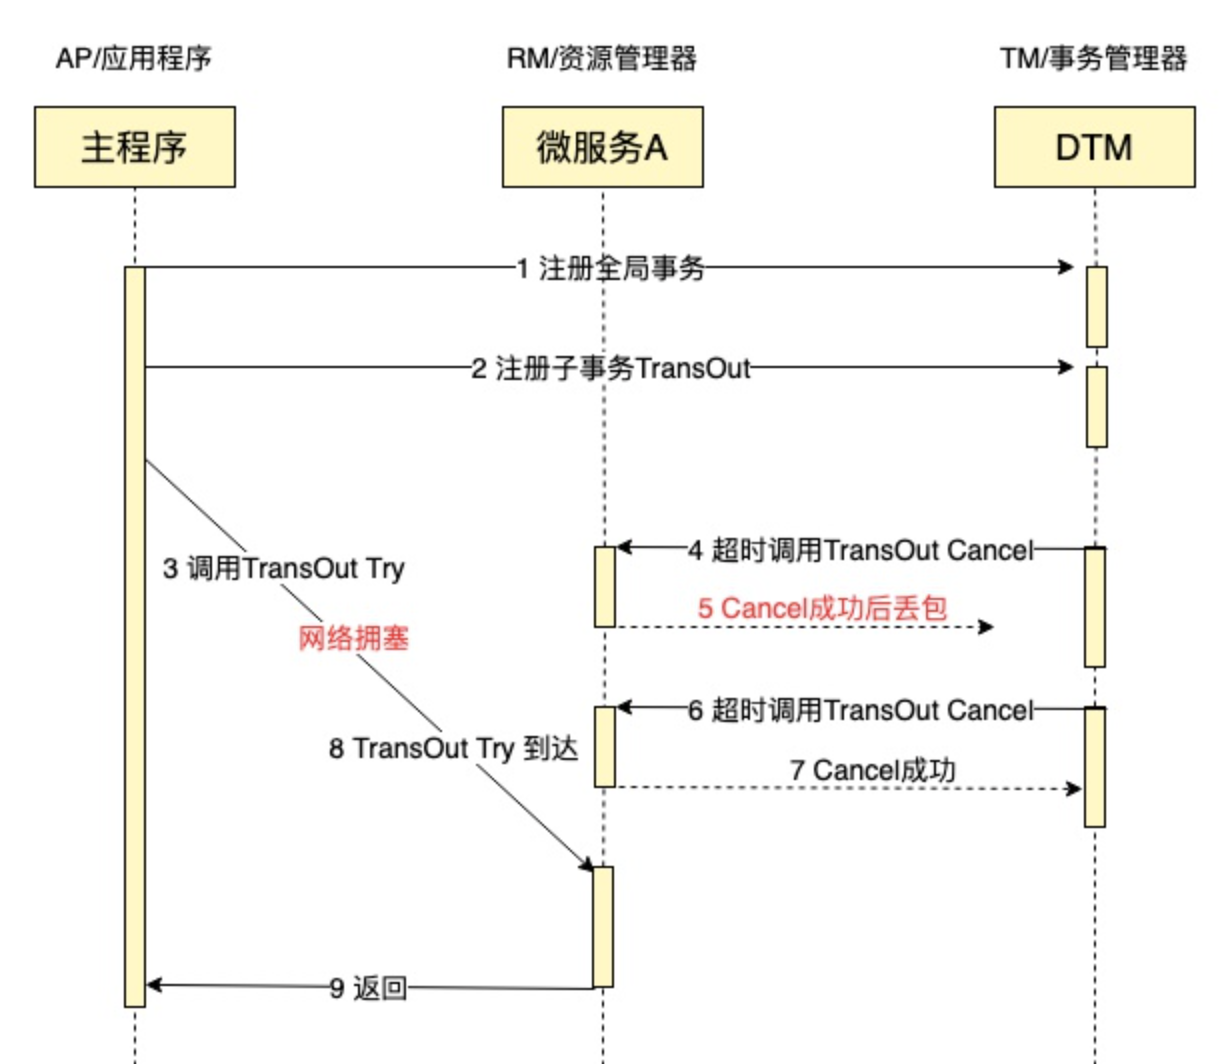 AP/应用程序
RM/资源管理器
TM/事务管理器
主程序
微服务A
DTM
1 注册全局事务
2 注册子事务TransOut
3 调用TransOut Try
网络拥塞
4 超时调用TransOut Cancel
5 Cancel成功后丢包
6 超时调用TransOut Cancel
7 Cancel成功
8 TransOut Try 到达
9 返回